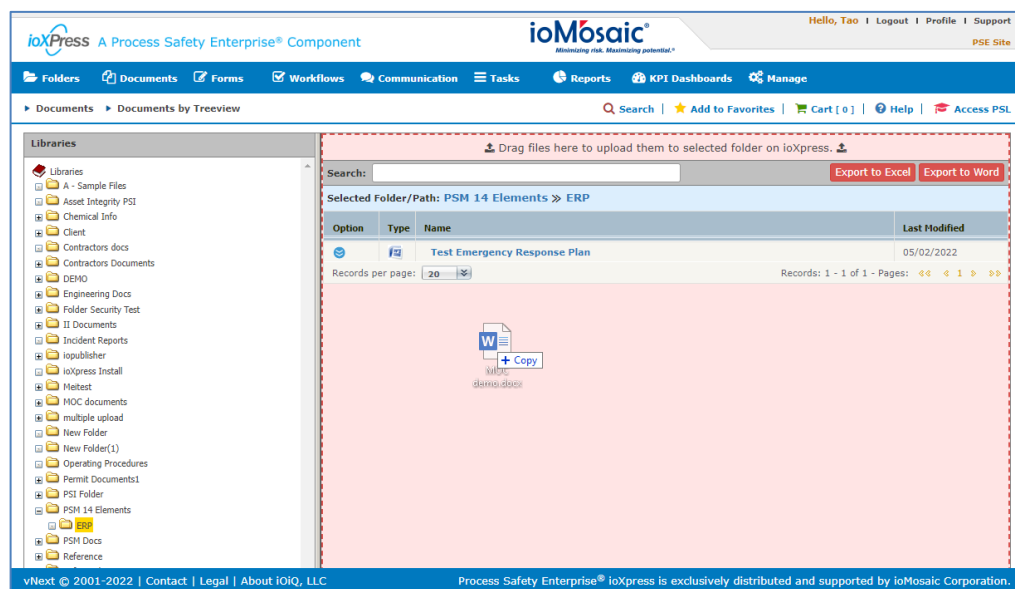 Hello, Tao | Logout | Profile | Support
ioXPress A Process Safety Enterprise® Component
ioMosaic®
Minimizing risk. Maximizing potential.®
PSE Site
Folders Documents Forms Workflows Communication Tasks Reports KPI Dashboards Manage
Documents Documents by Treeview
Search | Add to Favorites | Cart [ 0 ] | Help | Access PSL
Libraries
Libraries
A - Sample Files
Asset Integrity PSI
Chemical Info
Client
Contractors docs
Contractors Documents
DEMO
Engineering Docs
Folder Security Test
II Documents
Incident Reports
iopublisher
ioXpress Install
Meitest
MOC documents
multiple upload
New Folder
New Folder(1)
Operating Procedures
Permit Documents1
PSI Folder
PSM 14 Elements
ERP
PSM Docs
Reference
Drag files here to upload them to selected folder on ioXpress.
Search: Export to Excel Export to Word
Selected Folder/Path: PSM 14 Elements » ERP
Option Type Name Last Modified
Test Emergency Response Plan 05/02/2022
Records per page: 20 Records: 1 - 1 of 1 - Pages: 1
W
+ Copy
MOC
demo.docx
vNext © 2001-2022 | Contact | Legal | About iOiQ, LLC
Process Safety Enterprise® ioXpress is exclusively distributed and supported by ioMosaic Corporation.